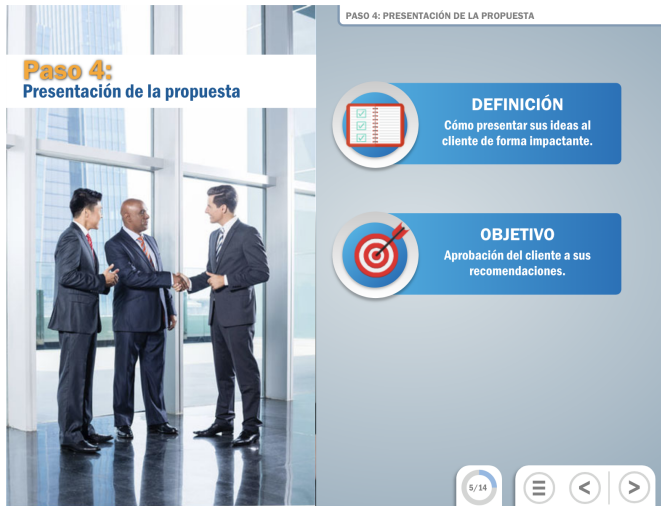 Paso 4:
Presentación de la propuesta
PASO 4: PRESENTACIÓN DE LA PROPUESTA
DEFINICIÓN
Cómo presentar sus ideas al
cliente de forma impactante.
OBJETIVO
Aprobación del cliente a sus
recomendaciones.
5/14